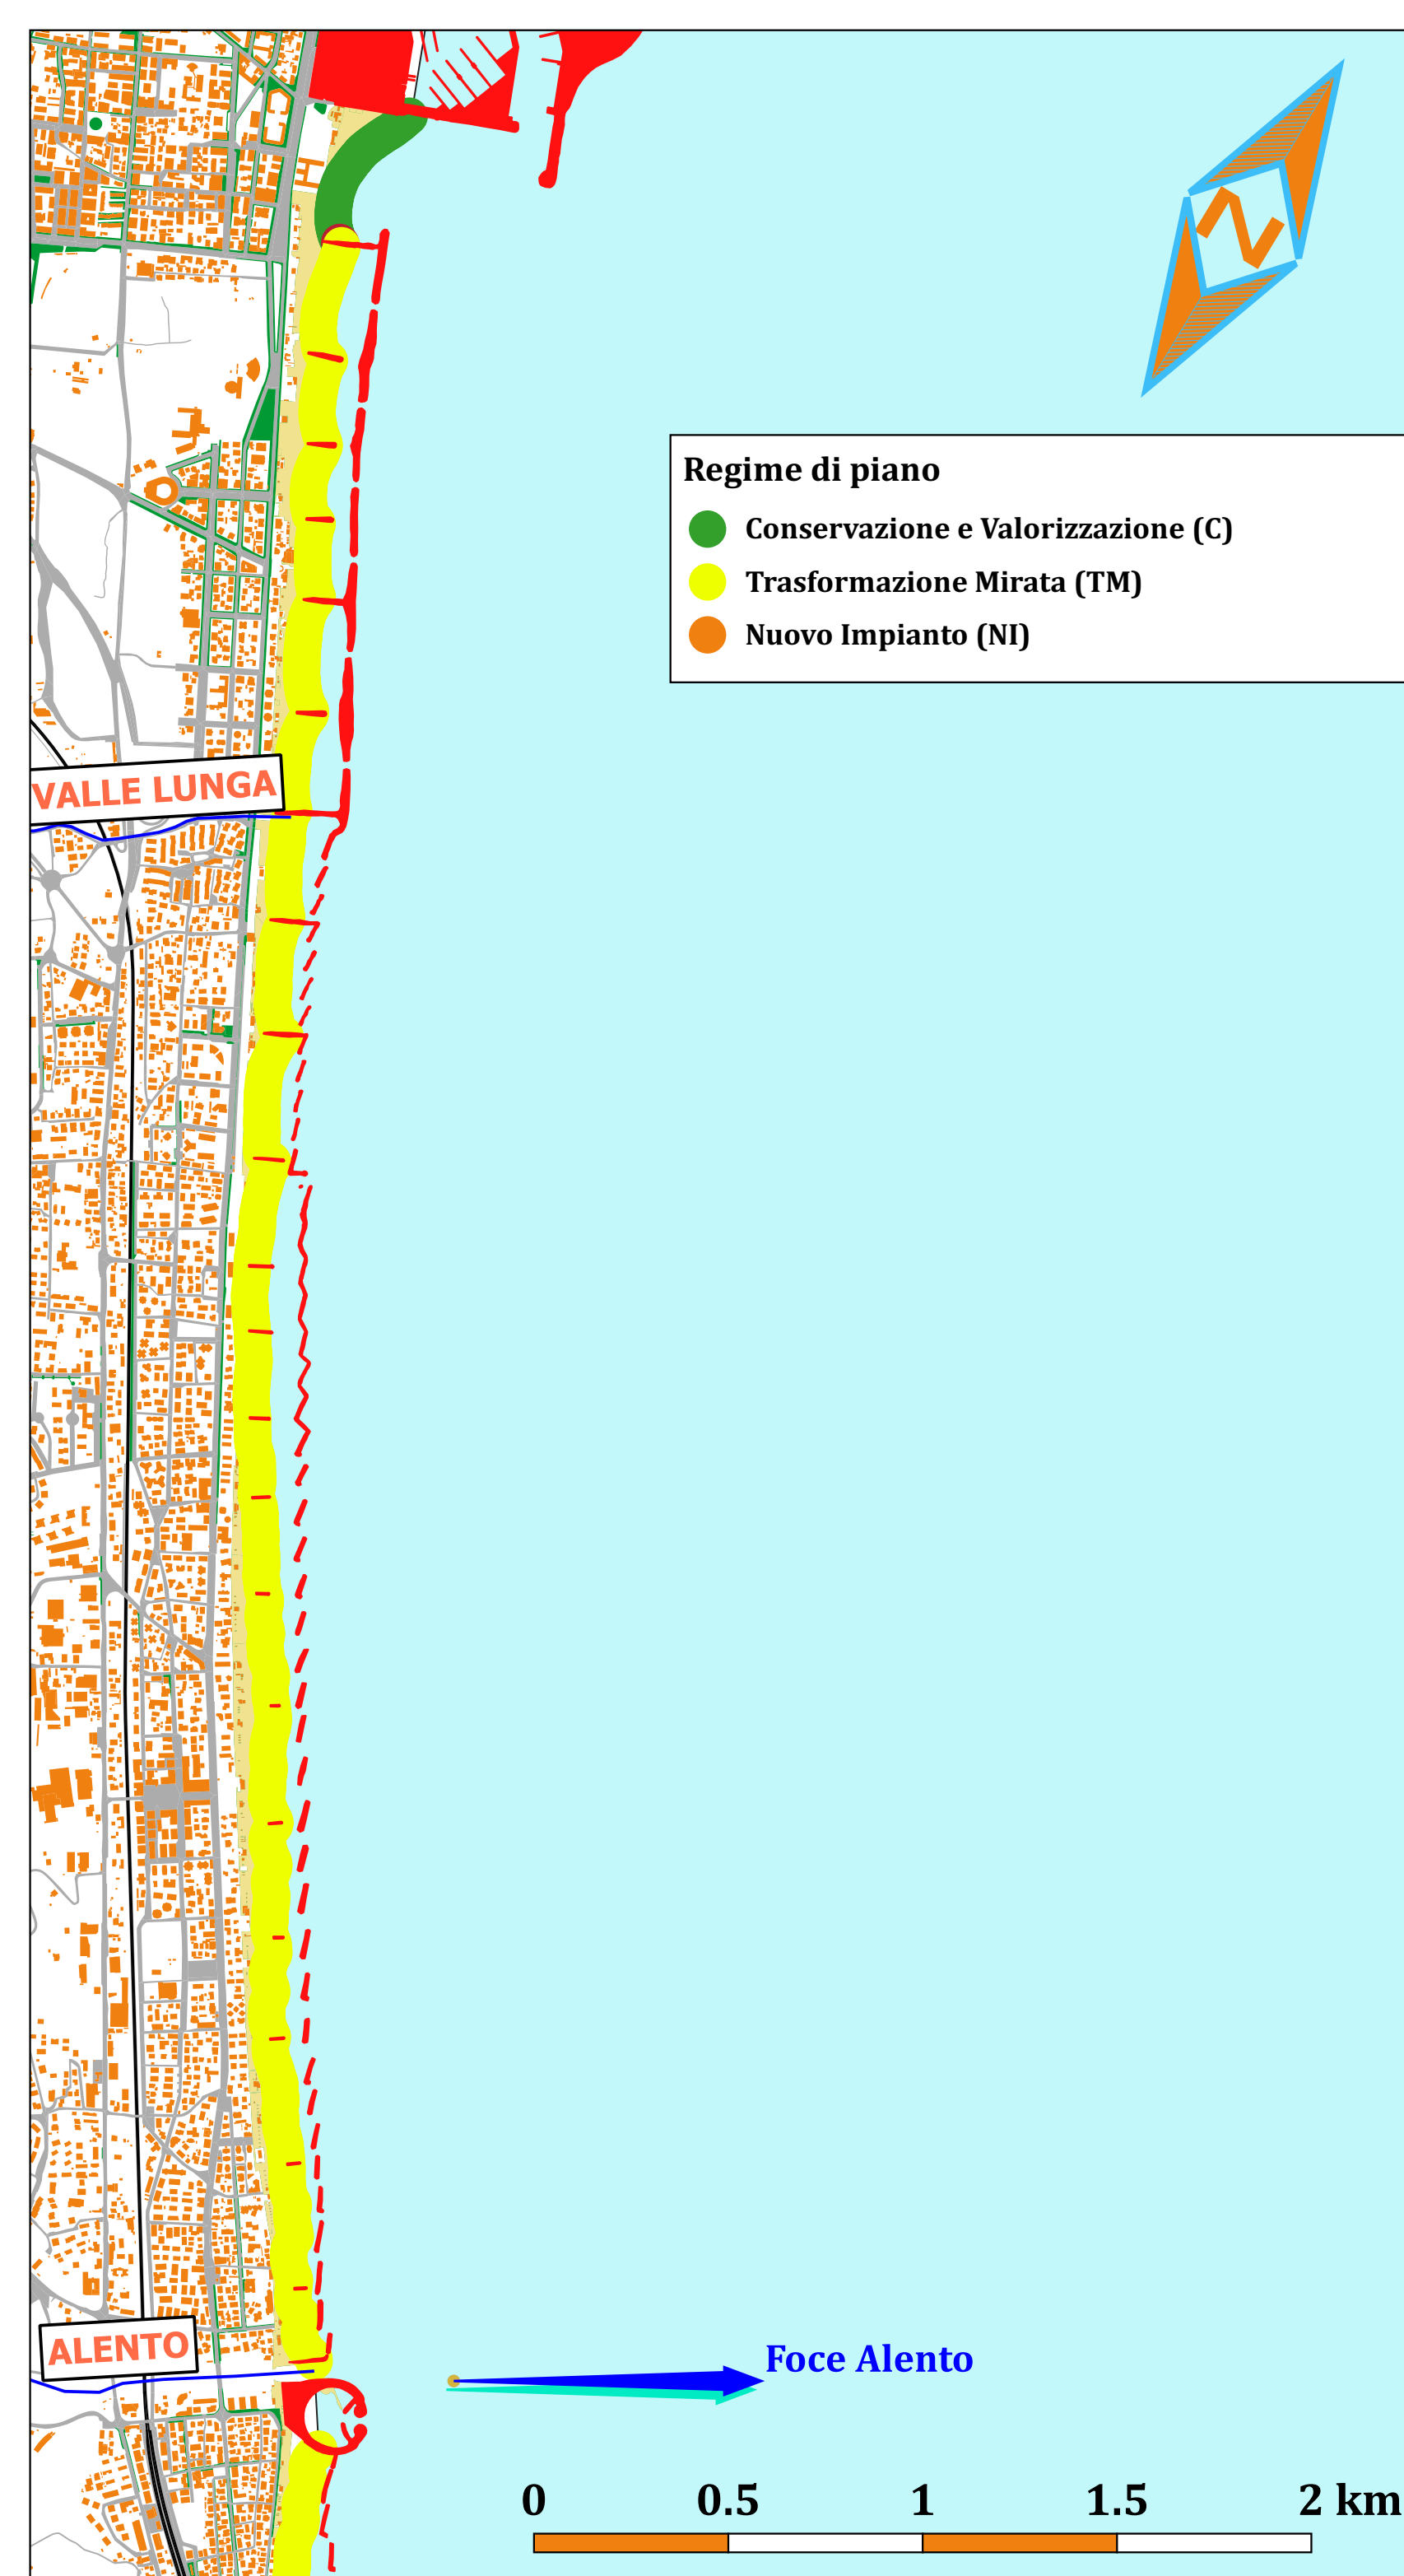 N
Regime di piano
Conservazione e Valorizzazione (C)
Trasformazione Mirata (TM)
Nuovo Impianto (NI)
VALLE LUNGA
ALENTO
Foce Alento
0 0.5 1 1.5 2 km